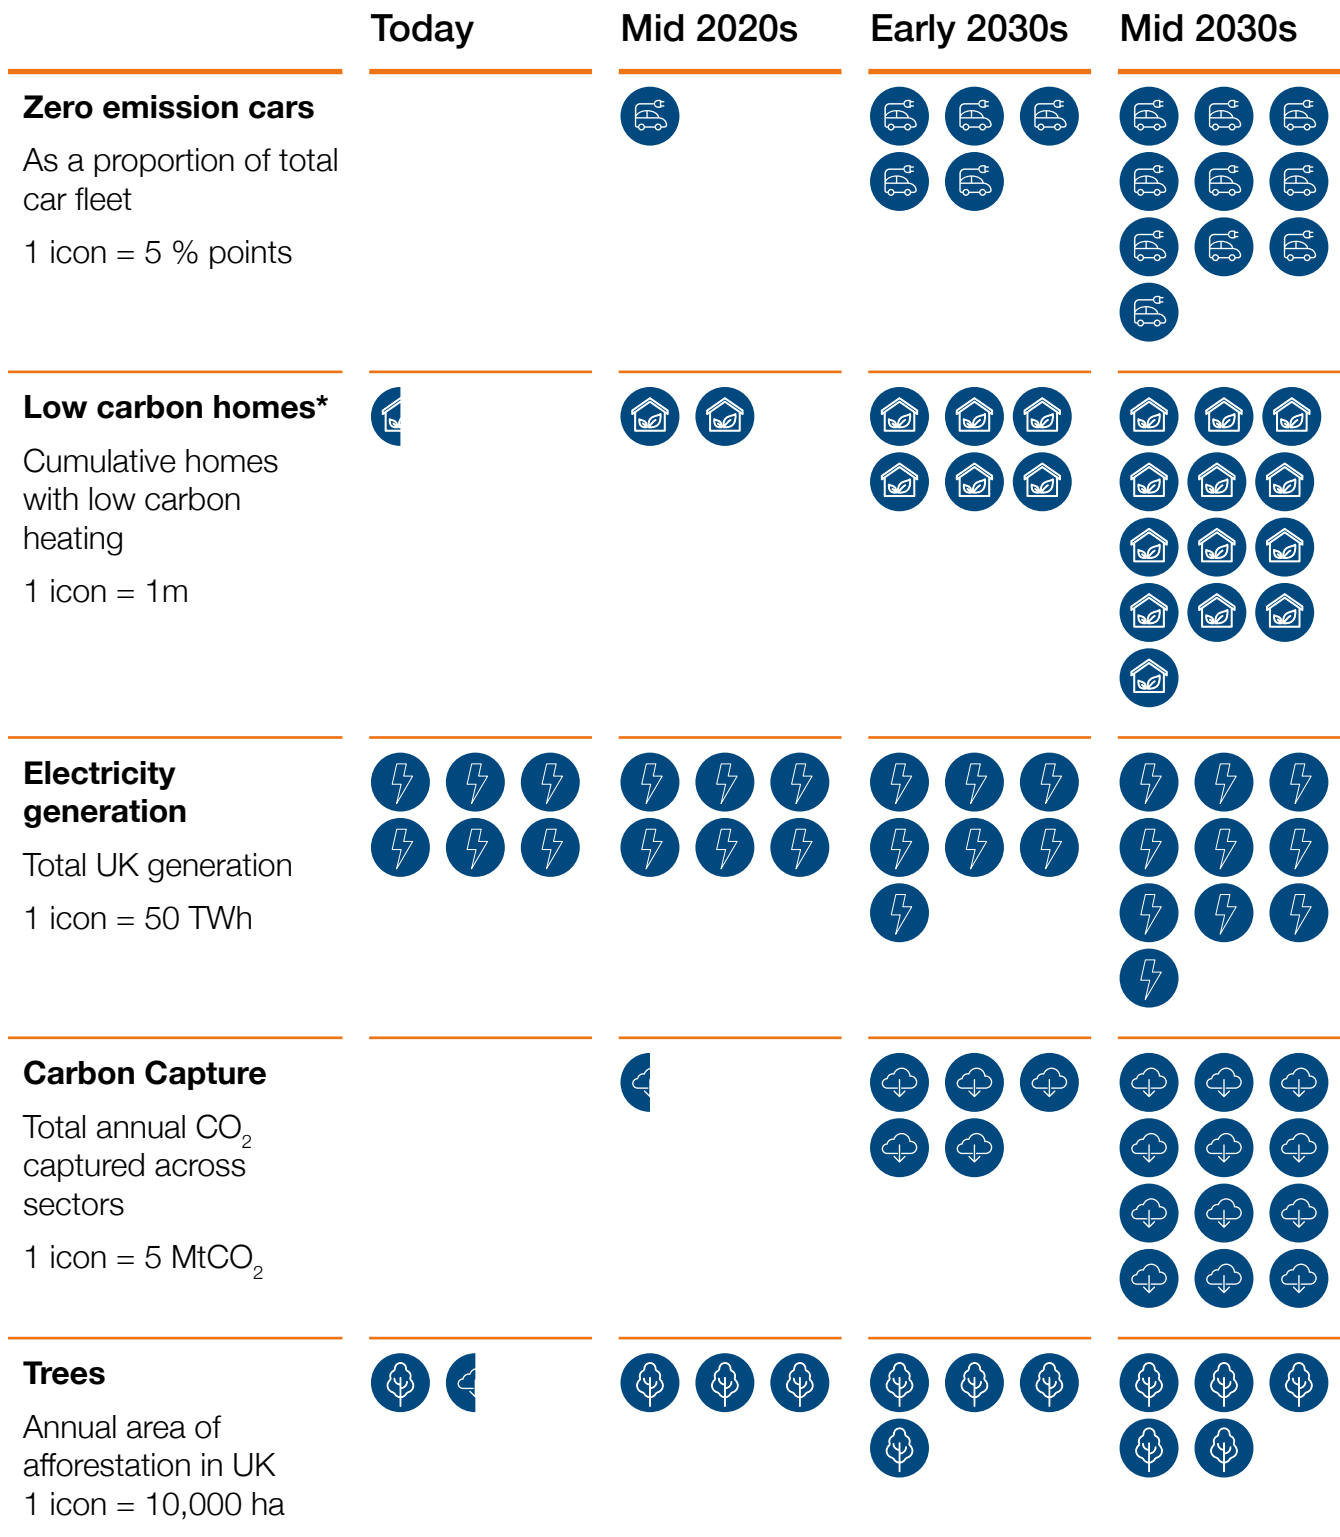 Today
Mid 2020s
Early 2030s
Mid 2030s
Zero emission cars
As a proportion of total
car fleet
1 icon = 5 % points
Low carbon homes*
Cumulative homes
with low carbon
heating
1 icon = 1m
Electricity
generation
Total UK generation
1 icon = 50 TWh
Carbon Capture
Total annual CO₂
captured across
sectors
1 icon = 5 MtCO₂
Trees
Annual area of
afforestation in UK
1 icon = 10,000 ha